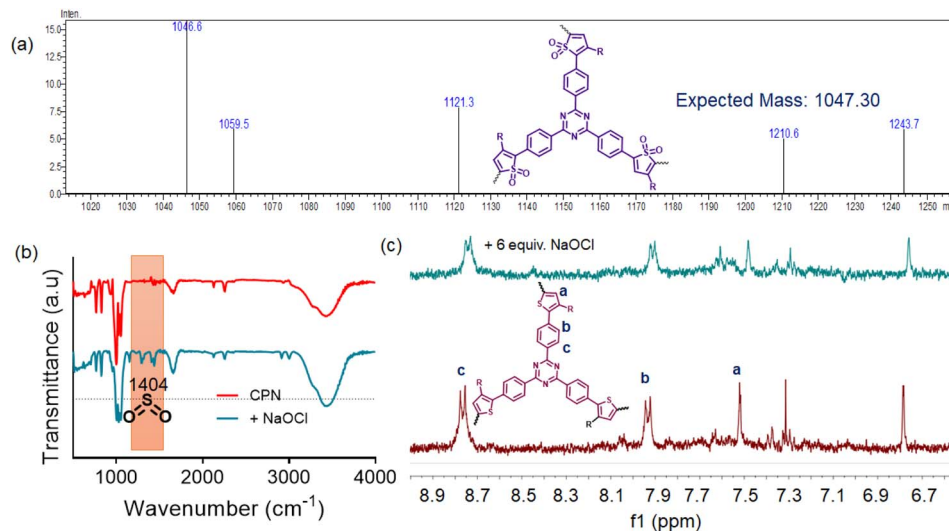 (a)
Inten.
15.0
12.5
10.0
7.5
5.0
2.5
0.0
1046.6
1059.5
1121.3
1210.6
1243.7
Expected Mass: 1047.30
O
O
S
R
N N
N
R
S
O
O
O
O
S
R
1020 1030 1040 1050 1060 1070 1080 1090 1100 1110 1120 1130 1140 1150 1160 1170 1180 1190 1200 1210 1220 1230 1240 1250 m
(b)
Transmittance (a.u)
1404
S
O O
CPN
+ NaOCl
1000 2000 3000 4000
Wavenumber (cm-1)
(c)
+ 6 equiv. NaOCl
a
S
R
b
c
N N
N
R
S
S
R
c
b
a
8.9 8.7 8.5 8.3 8.1 7.9 7.7 7.5 7.3 7.1 6.9 6.7
f1 (ppm)